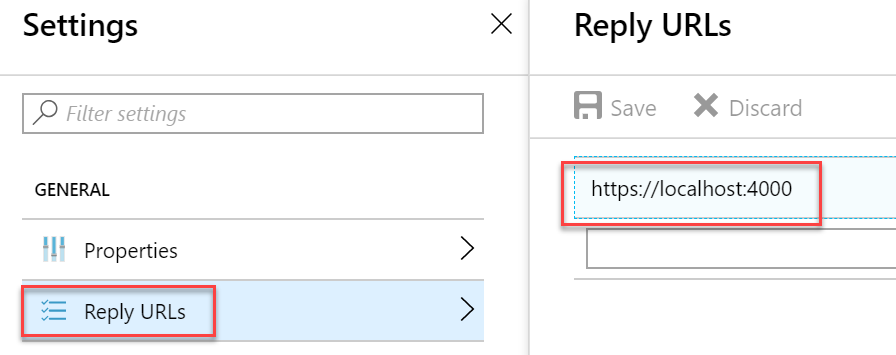 Settings
Filter settings
GENERAL
Properties
Reply URLs
Reply URLs
Save
Discard
https://localhost:4000